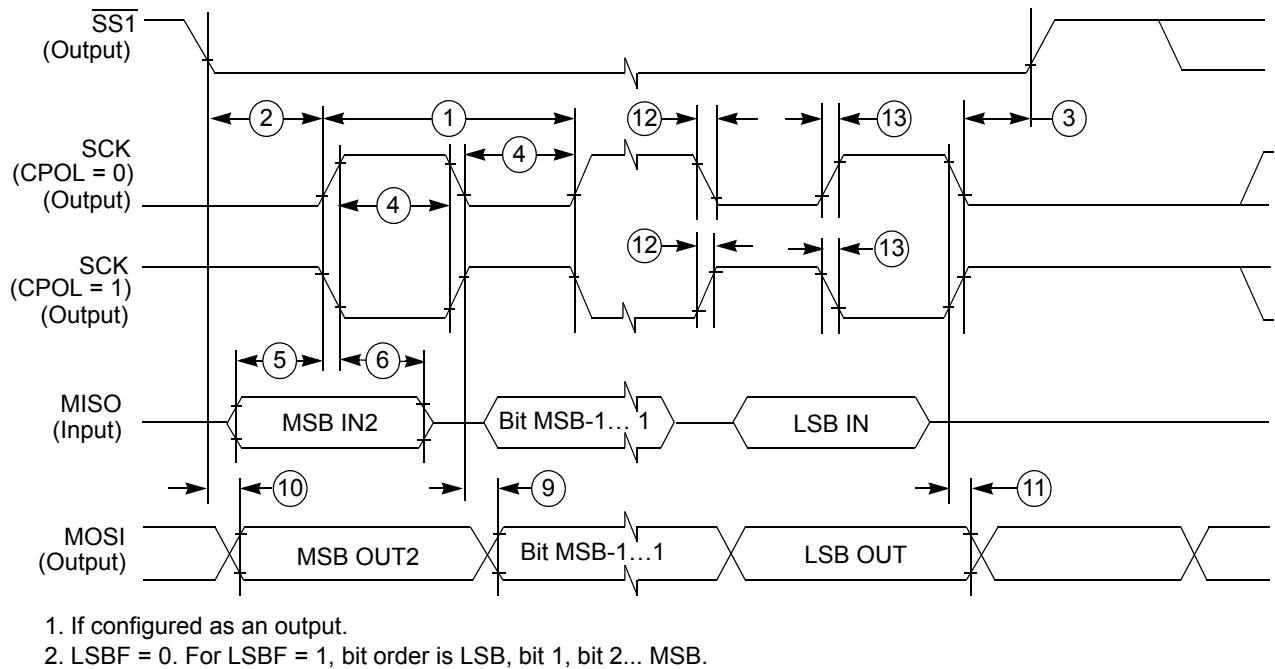 SS1
(Output)
2
1
12
13
3
SCK
(CPOL = 0)
(Output)
4
4
12
13
SCK
(CPOL = 1)
(Output)
5
6
MISO
(Input)
MSB IN2
Bit MSB-1... 1
LSB IN
10
9
11
MOSI
(Output)
MSB OUT2
Bit MSB-1...1
LSB OUT
1. If configured as an output.
2. LSBF = 0. For LSBF = 1, bit order is LSB, bit 1, bit 2... MSB.